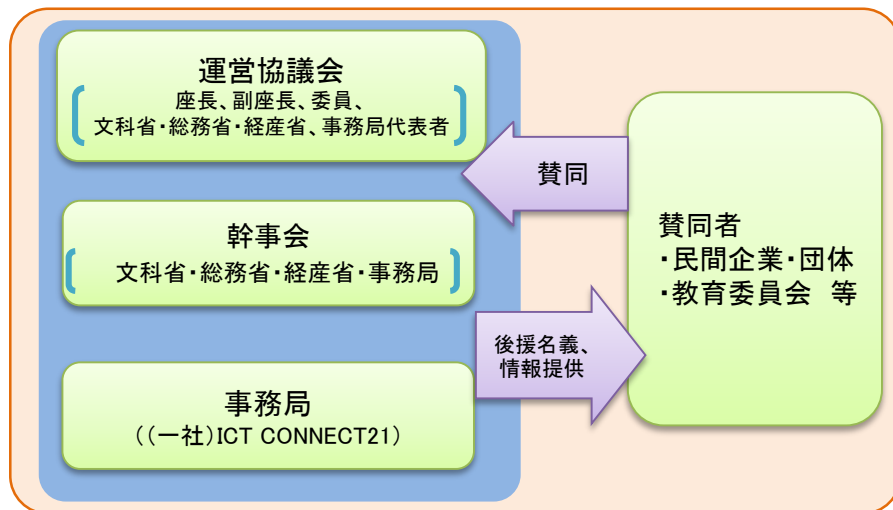 運営協議会
座長、副座長、委員、
文科省・総務省・経産省、事務局代表者
幹事会
文科省・総務省・経産省・事務局
事務局
((一社)ICT CONNECT21)
賛同
後援名義、
情報提供
賛同者
・民間企業・団体
・教育委員会 等